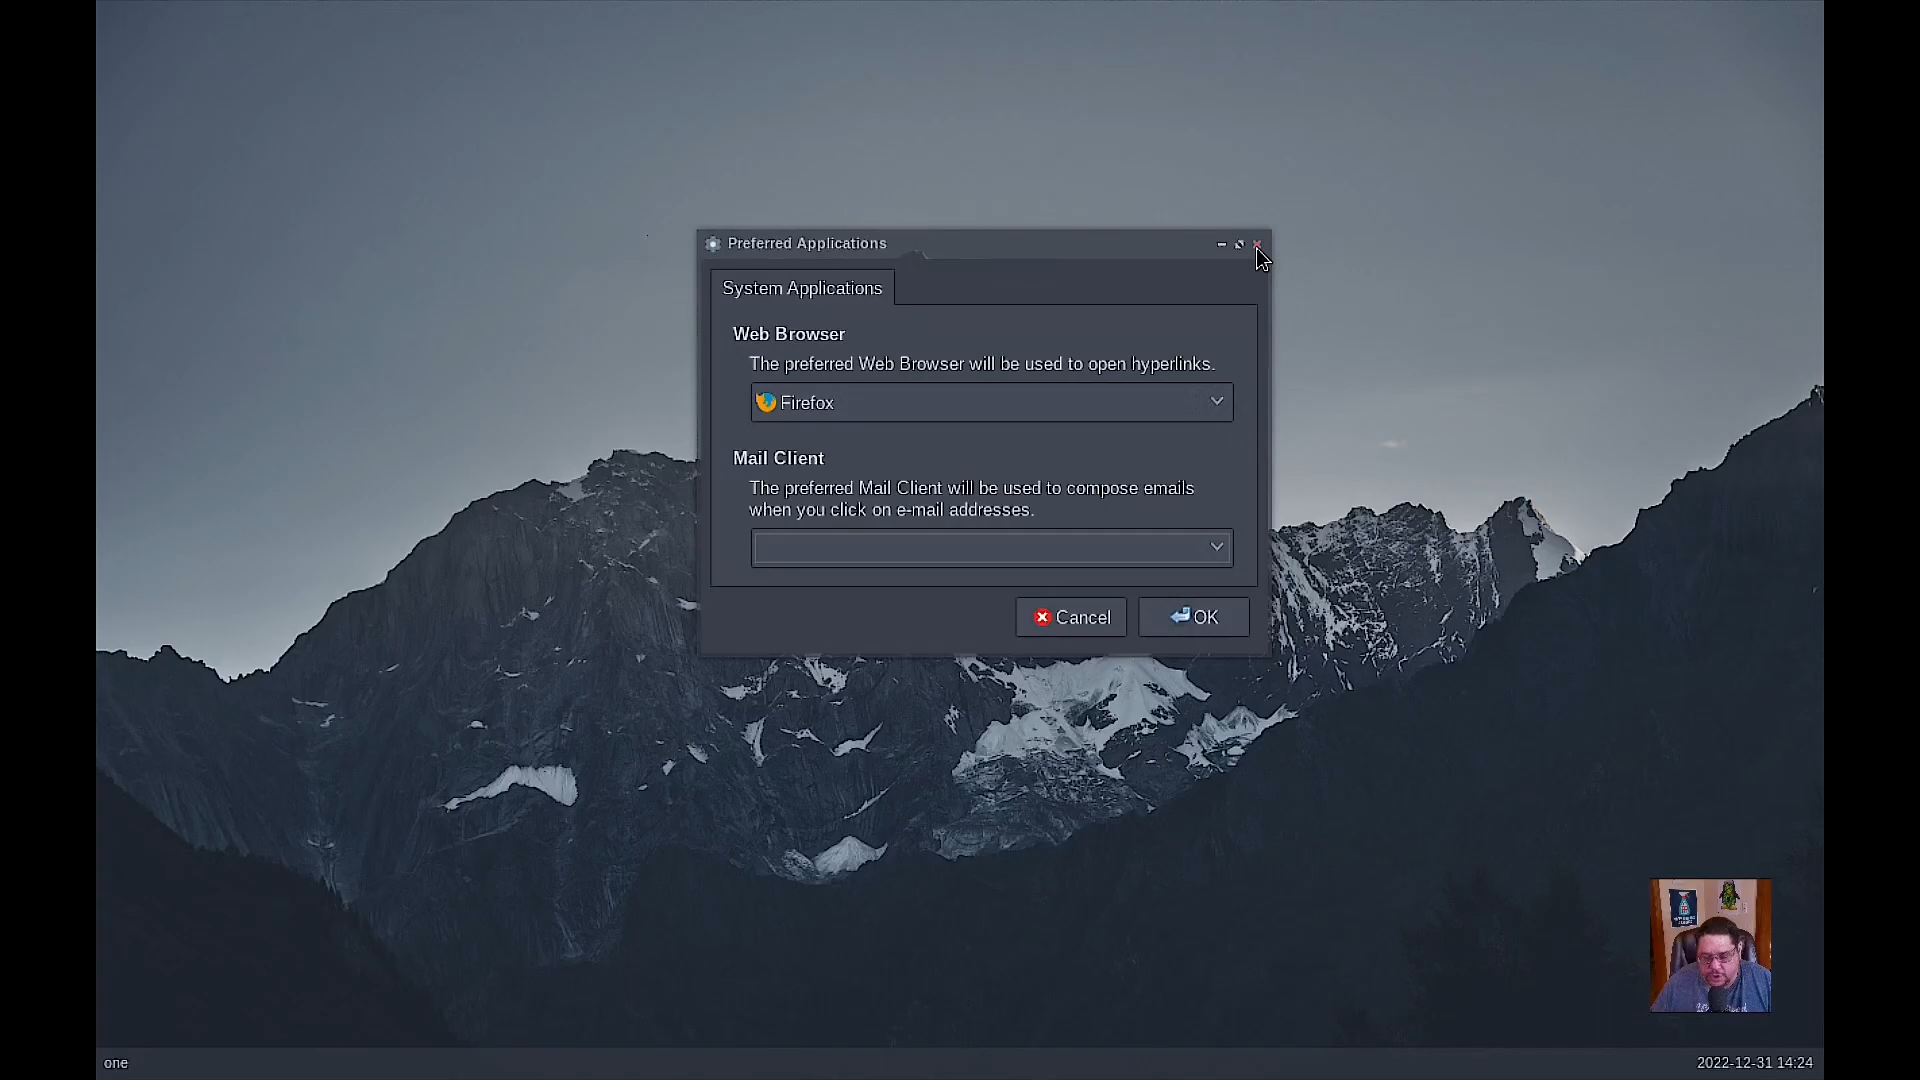 Preferred Applications
System Applications
Web Browser
The preferred Web Browser will be used to open hyperlinks.
Firefox
Mail Client
The preferred Mail Client will be used to compose emails
when you click on e-mail addresses.
Cancel
OK
one
2022-12-31 14:24